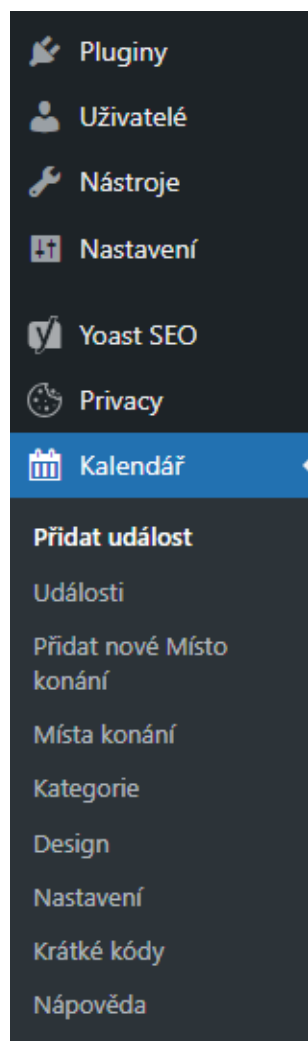 Pluginy
Uživatelé
Nástroje
Nastavení
Yoast SEO
Privacy
Kalendář
Přidat událost
Události
Přidat nové Místo
konání
Místa konání
Kategorie
Design
Nastavení
Krátké kódy
Nápověda